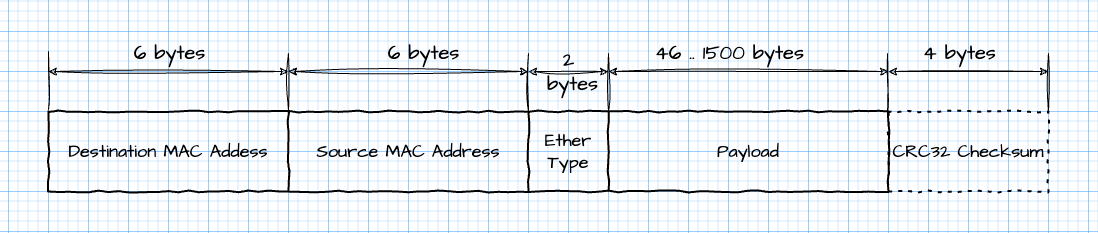 6 bytes
6 bytes
2
bytes
46 .. 1500 bytes
4 bytes
Destination MAC Addess
Source MAC Address
Ether
Type
Payload
CRC32 Checksum